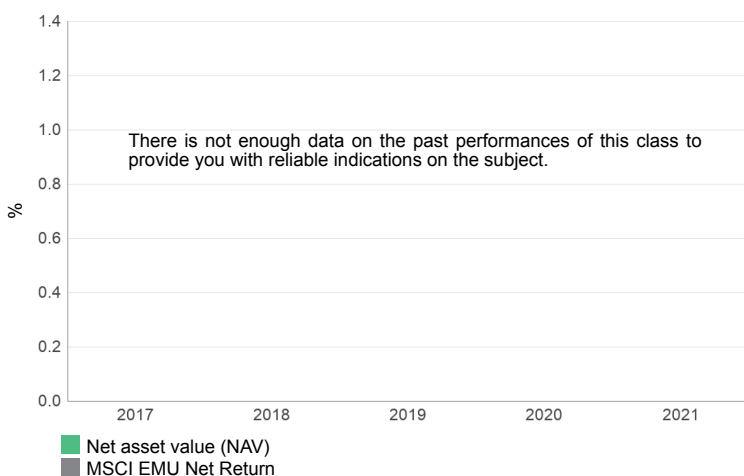 1.4
1.2
1.0
There is not enough data on the past performances of this class to
provide you with reliable indications on the subject.
0.8
%
0.6
0.4
0.2
0.0
2017 2018 2019 2020 2021
Net asset value (NAV)
MSCI EMU Net Return